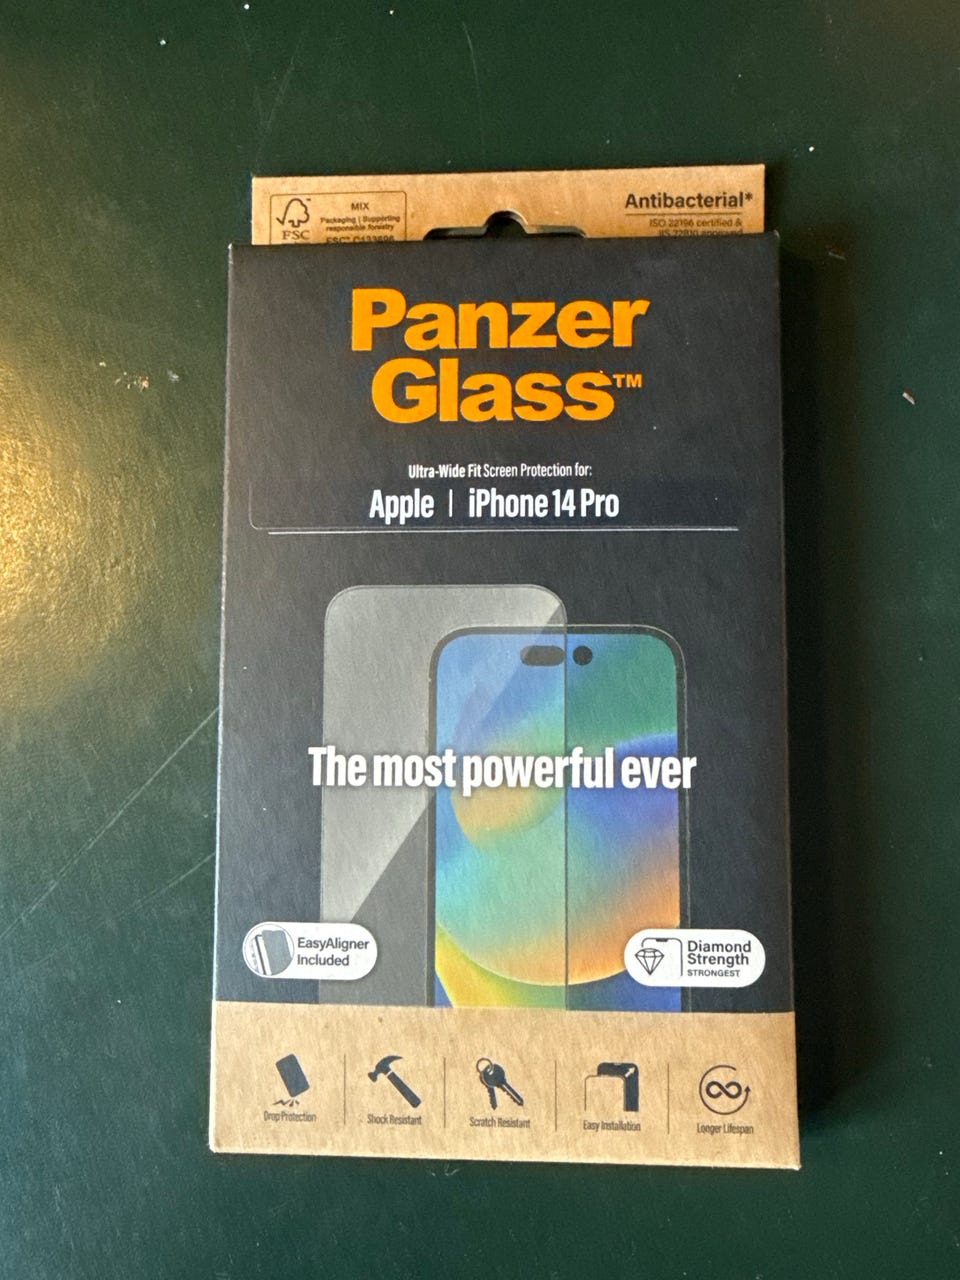 MIX
Packaging | Supporting
responsible forestry
FSC
FSC™
Antibacterial*
ISO 22196 certified &
Panzer
Glass™
Ultra-Wide Fit Screen Protection for:
Apple | iPhone 14 Pro
The most powerful ever
EasyAligner
Included
Diamond
Strength
STRONGEST
Drop Protection
Shock Resistant
Scratch Resistant
Easy Installation
Longer Lifespan